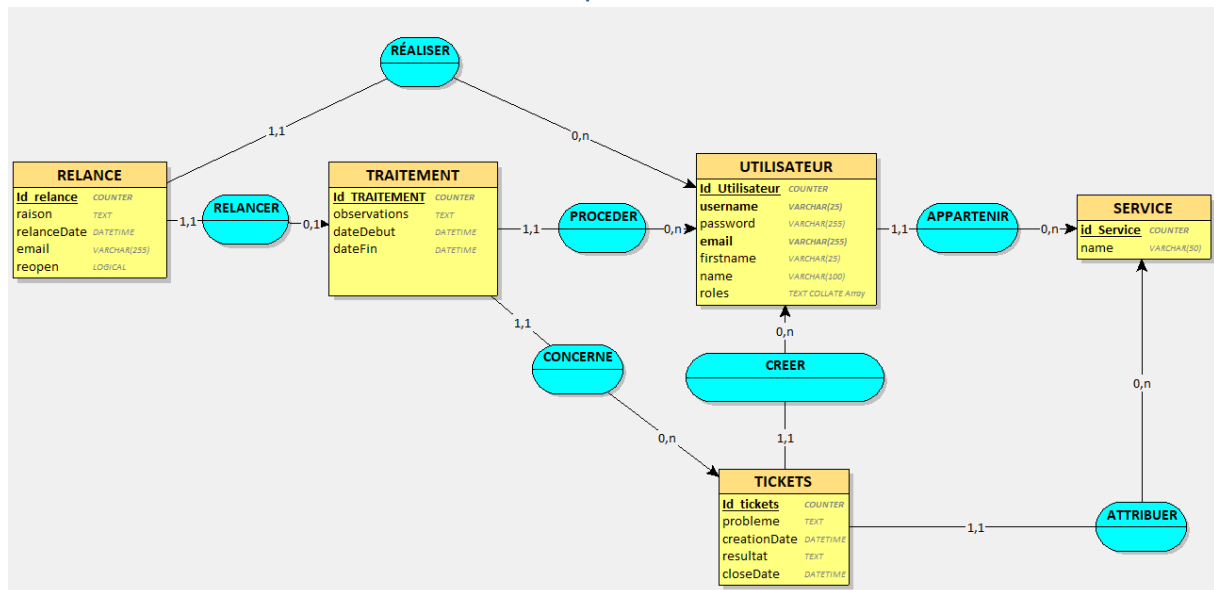 RÉALISER
1,1
0,n
RELANCE
Id_relance COUNTER
raison TEXT
relanceDate DATETIME
email VARCHAR(255)
reopen LOGICAL
1,1
RELANCER
0,1
TRAITEMENT
Id_TRAITEMENT COUNTER
observations TEXT
dateDebut DATETIME
dateFin DATETIME
1,1
PROCEDER
0,n
UTILISATEUR
Id_Utilisateur COUNTER
username VARCHAR(25)
password VARCHAR(255)
email VARCHAR(255)
firstname VARCHAR(25)
name VARCHAR(100)
roles TEXT COLLATE Array
1,1
APPARTENIR
0,n
SERVICE
id_Service COUNTER
name VARCHAR(50)
1,1
CONCERNE
0,n
0,n
CREER
1,1
0,n
TICKETS
Id_tickets COUNTER
probleme TEXT
creationDate DATETIME
resultat TEXT
closeDate DATETIME
1,1
ATTRIBUER